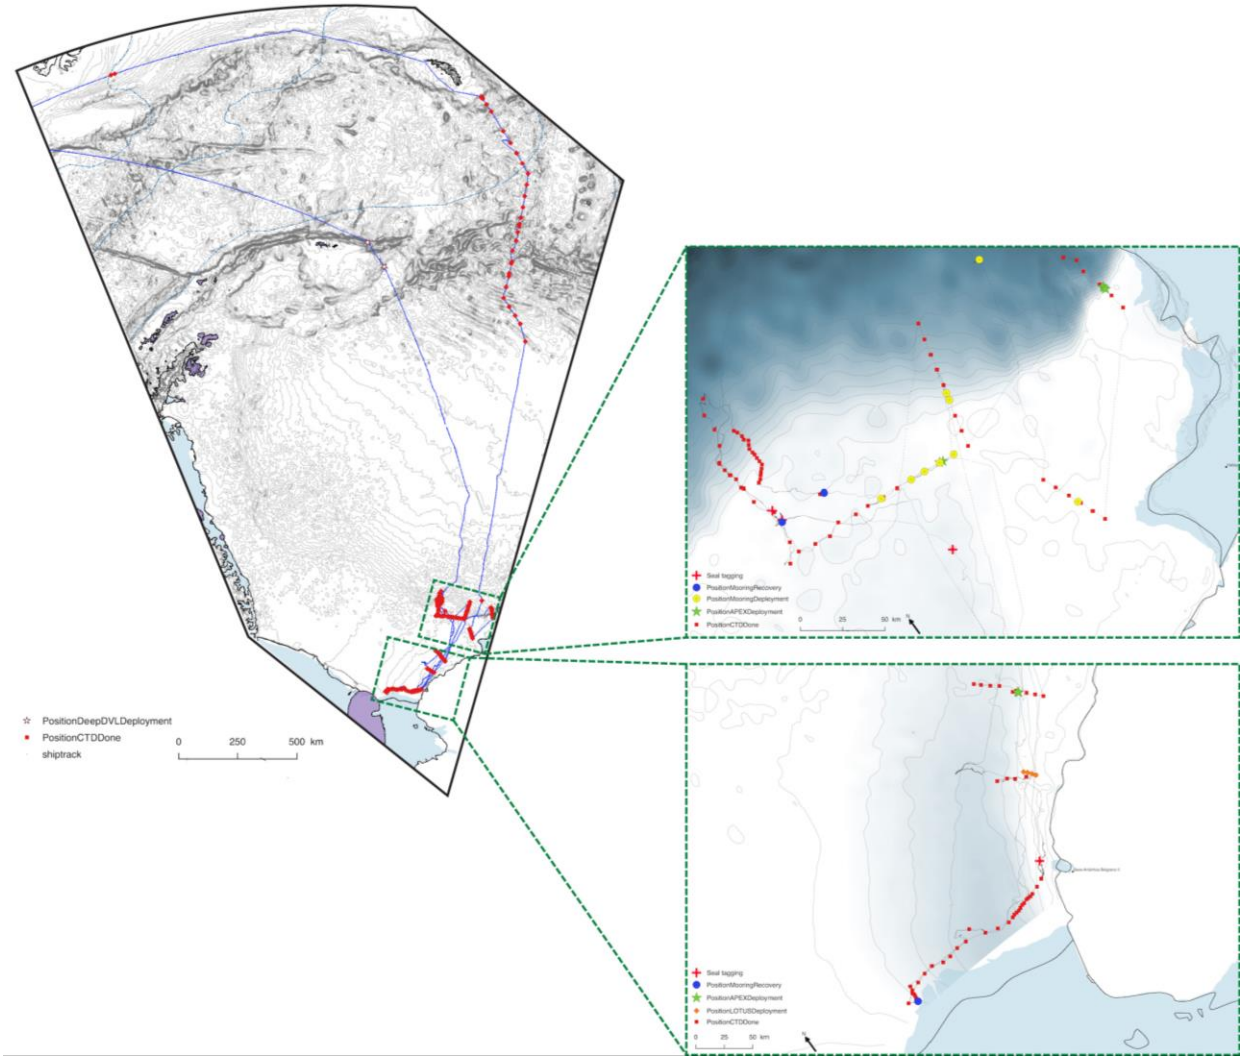 PositionDeepDVLDeployment
PositionCTDDone
shiptrack
0 250 500 km
Seal tagging
PositionMooringRecovery
PositionMooringDeployment
PositionAPEXDeployment
PositionCTDDone
0 25 50 km
N
Seal tagging
PositionMooringRecovery
PositionAPEXDeployment
PositionLOTUSDeployment
PositionCTDDone
0 25 50 km
N